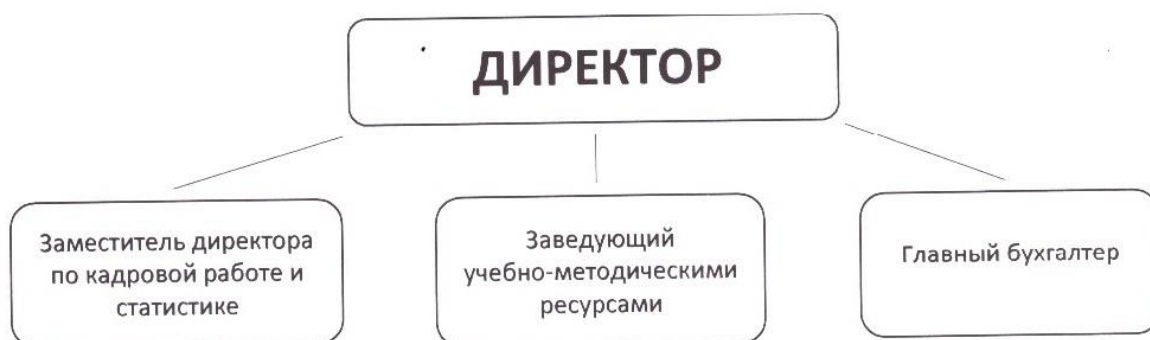 ДИРЕКТОР
Заместитель директора
по кадровой работе и
статистике
Заведующий
учебно-методическими
ресурсами
Главный бухгалтер